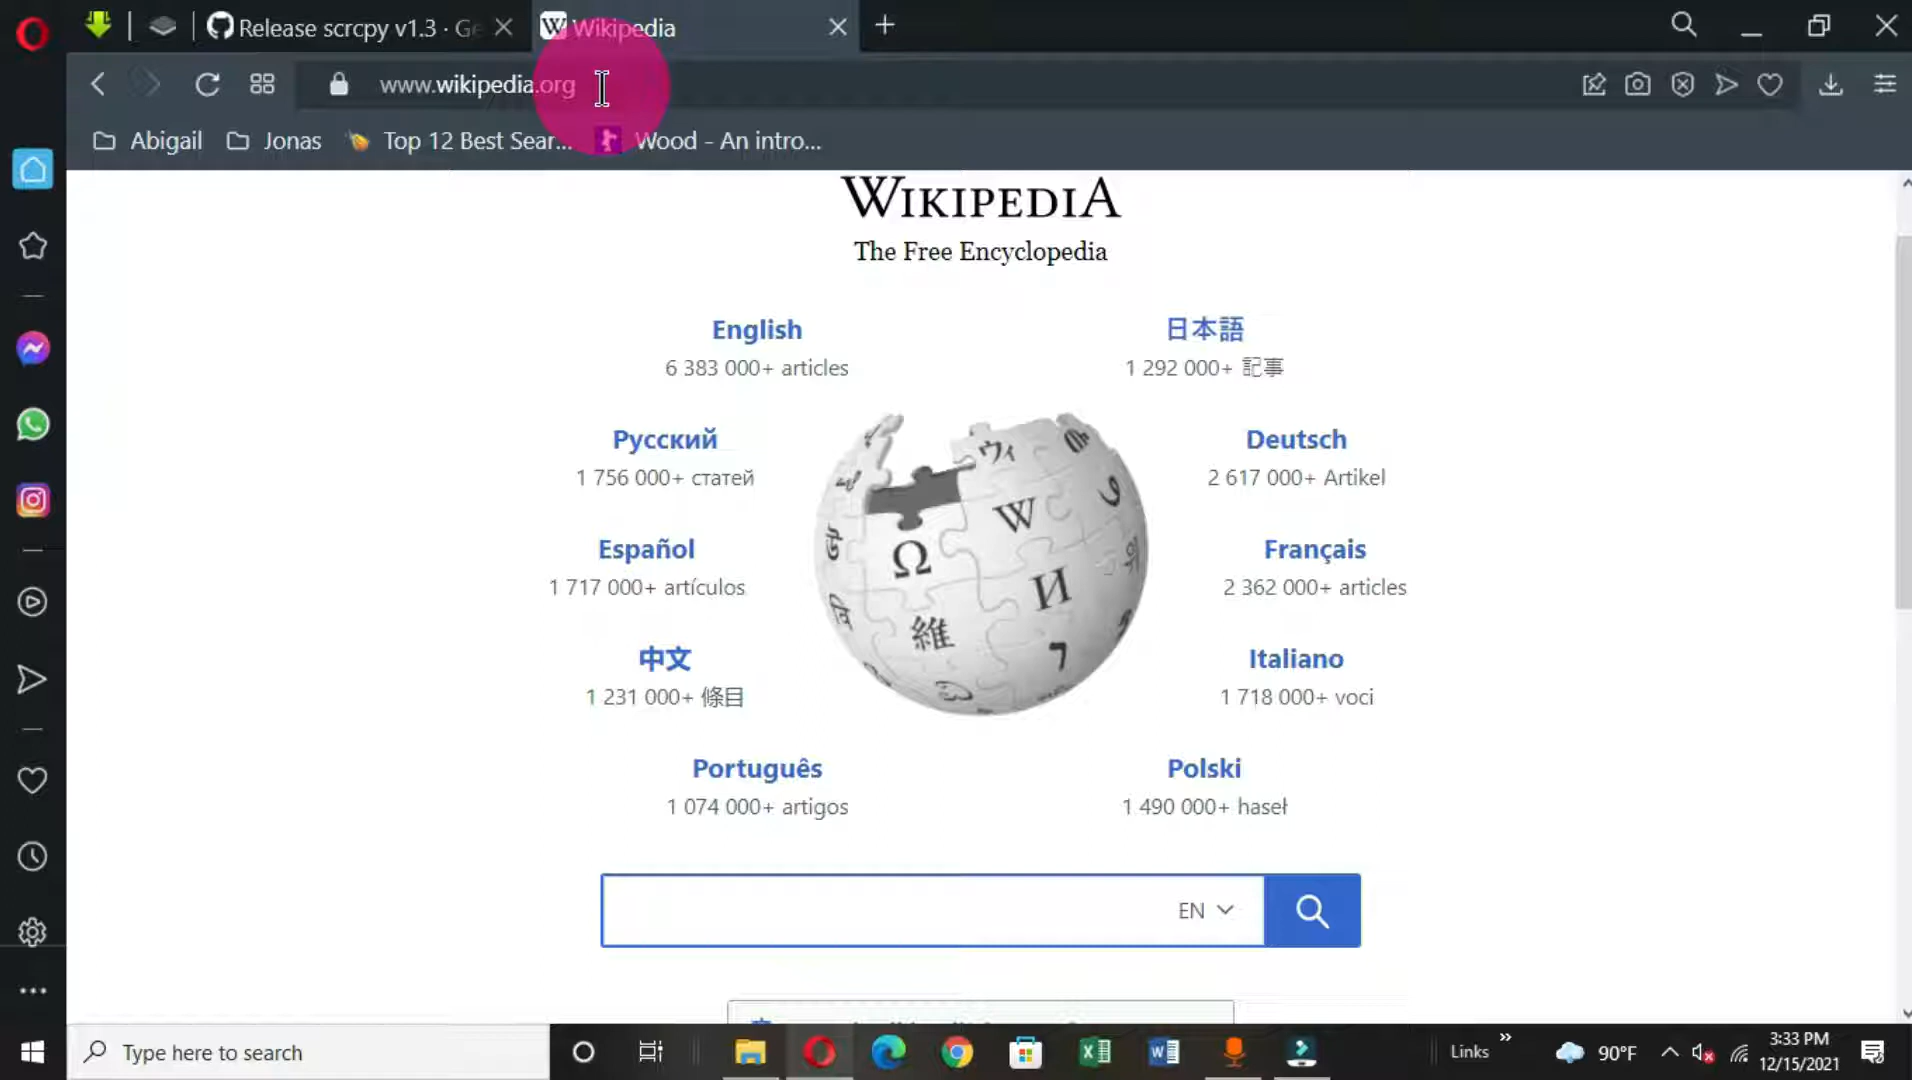 Release scrcpy v1.3 · Ge
Wikipedia
www.wikipedia.org
Abigail
Jonas
Top 12 Best Sear...
Wood - An intro...
WIKIPEDIA
The Free Encyclopedia
English
6 383 000+ articles
日本語
1 292 000+ 記事
Русский
1 756 000+ статей
Deutsch
2 617 000+ Artikel
Español
1 717 000+ artículos
Français
2 362 000+ articles
中文
1 231 000+ 條目
Italiano
1 718 000+ voci
Português
1 074 000+ artigos
Polski
1 490 000+ haseł
Ω
W
И
維
ウィ
EN
Type here to search
Links
90°F
3:33 PM
12/15/2021